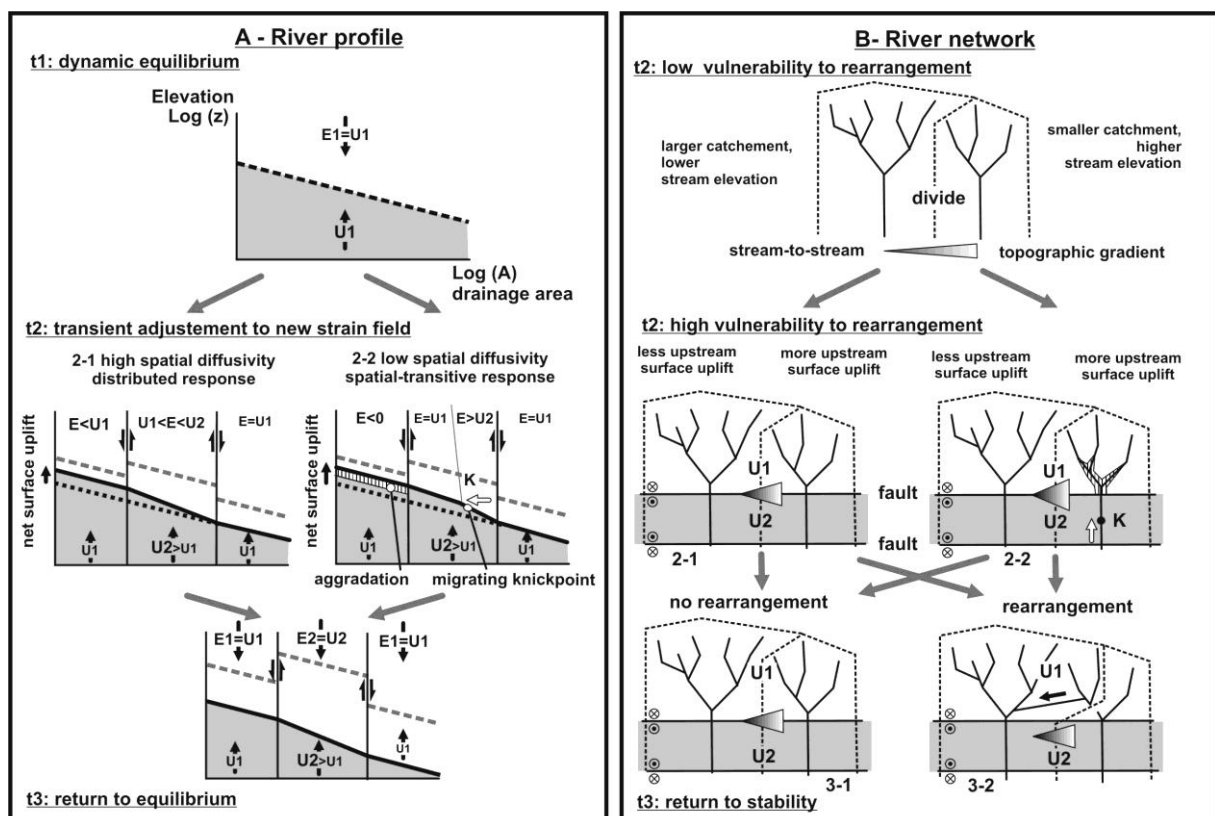 A - River profile
t1: dynamic equilibrium
Elevation
Log (z)
E1=U1
U1
Log (A)
drainage area
t2: transient adjustement to new strain field
2-1 high spatial diffusivity
distributed response
2-2 low spatial diffusivity
spatial-transitive response
net surface uplift
E<U1
U1<E<U2
E=U1
U1
U2>U1
U1
net surface uplift
E<0
E=U1
E>U2
E=U1
K
U1
U2>U1
U1
aggradation
migrating knickpoint
E1=U1
E2=U2
E1=U1
U1
U2>U1
U1
t3: return to equilibrium
B- River network
t2: low vulnerability to rearrangement
larger catchement,
lower
stream elevation
smaller catchment,
higher
stream elevation
divide
stream-to-stream
topographic gradient
t2: high vulnerability to rearrangement
less upstream
surface uplift
more upstream
surface uplift
less upstream
surface uplift
more upstream
surface uplift
U1
U2
fault
fault
U1
U2
K
2-1
2-2
no rearrangement
rearrangement
U1
U2
3-1
U1
U2
3-2
t3: return to stability